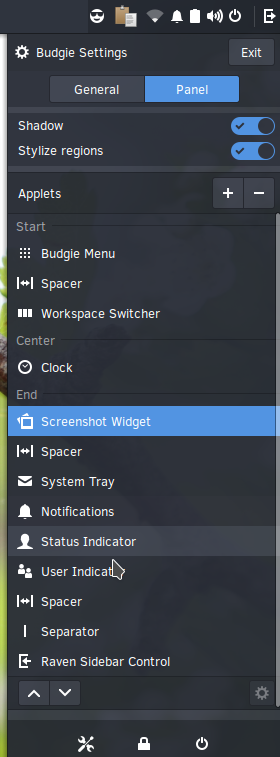 Budgie Settings
Exit
General
Panel
Shadow
Stylize regions
Applets
Start
Budgie Menu
Spacer
Workspace Switcher
Center
Clock
End
Screenshot Widget
Spacer
System Tray
Notifications
Status Indicator
User Indicat
Spacer
Separator
Raven Sidebar Control